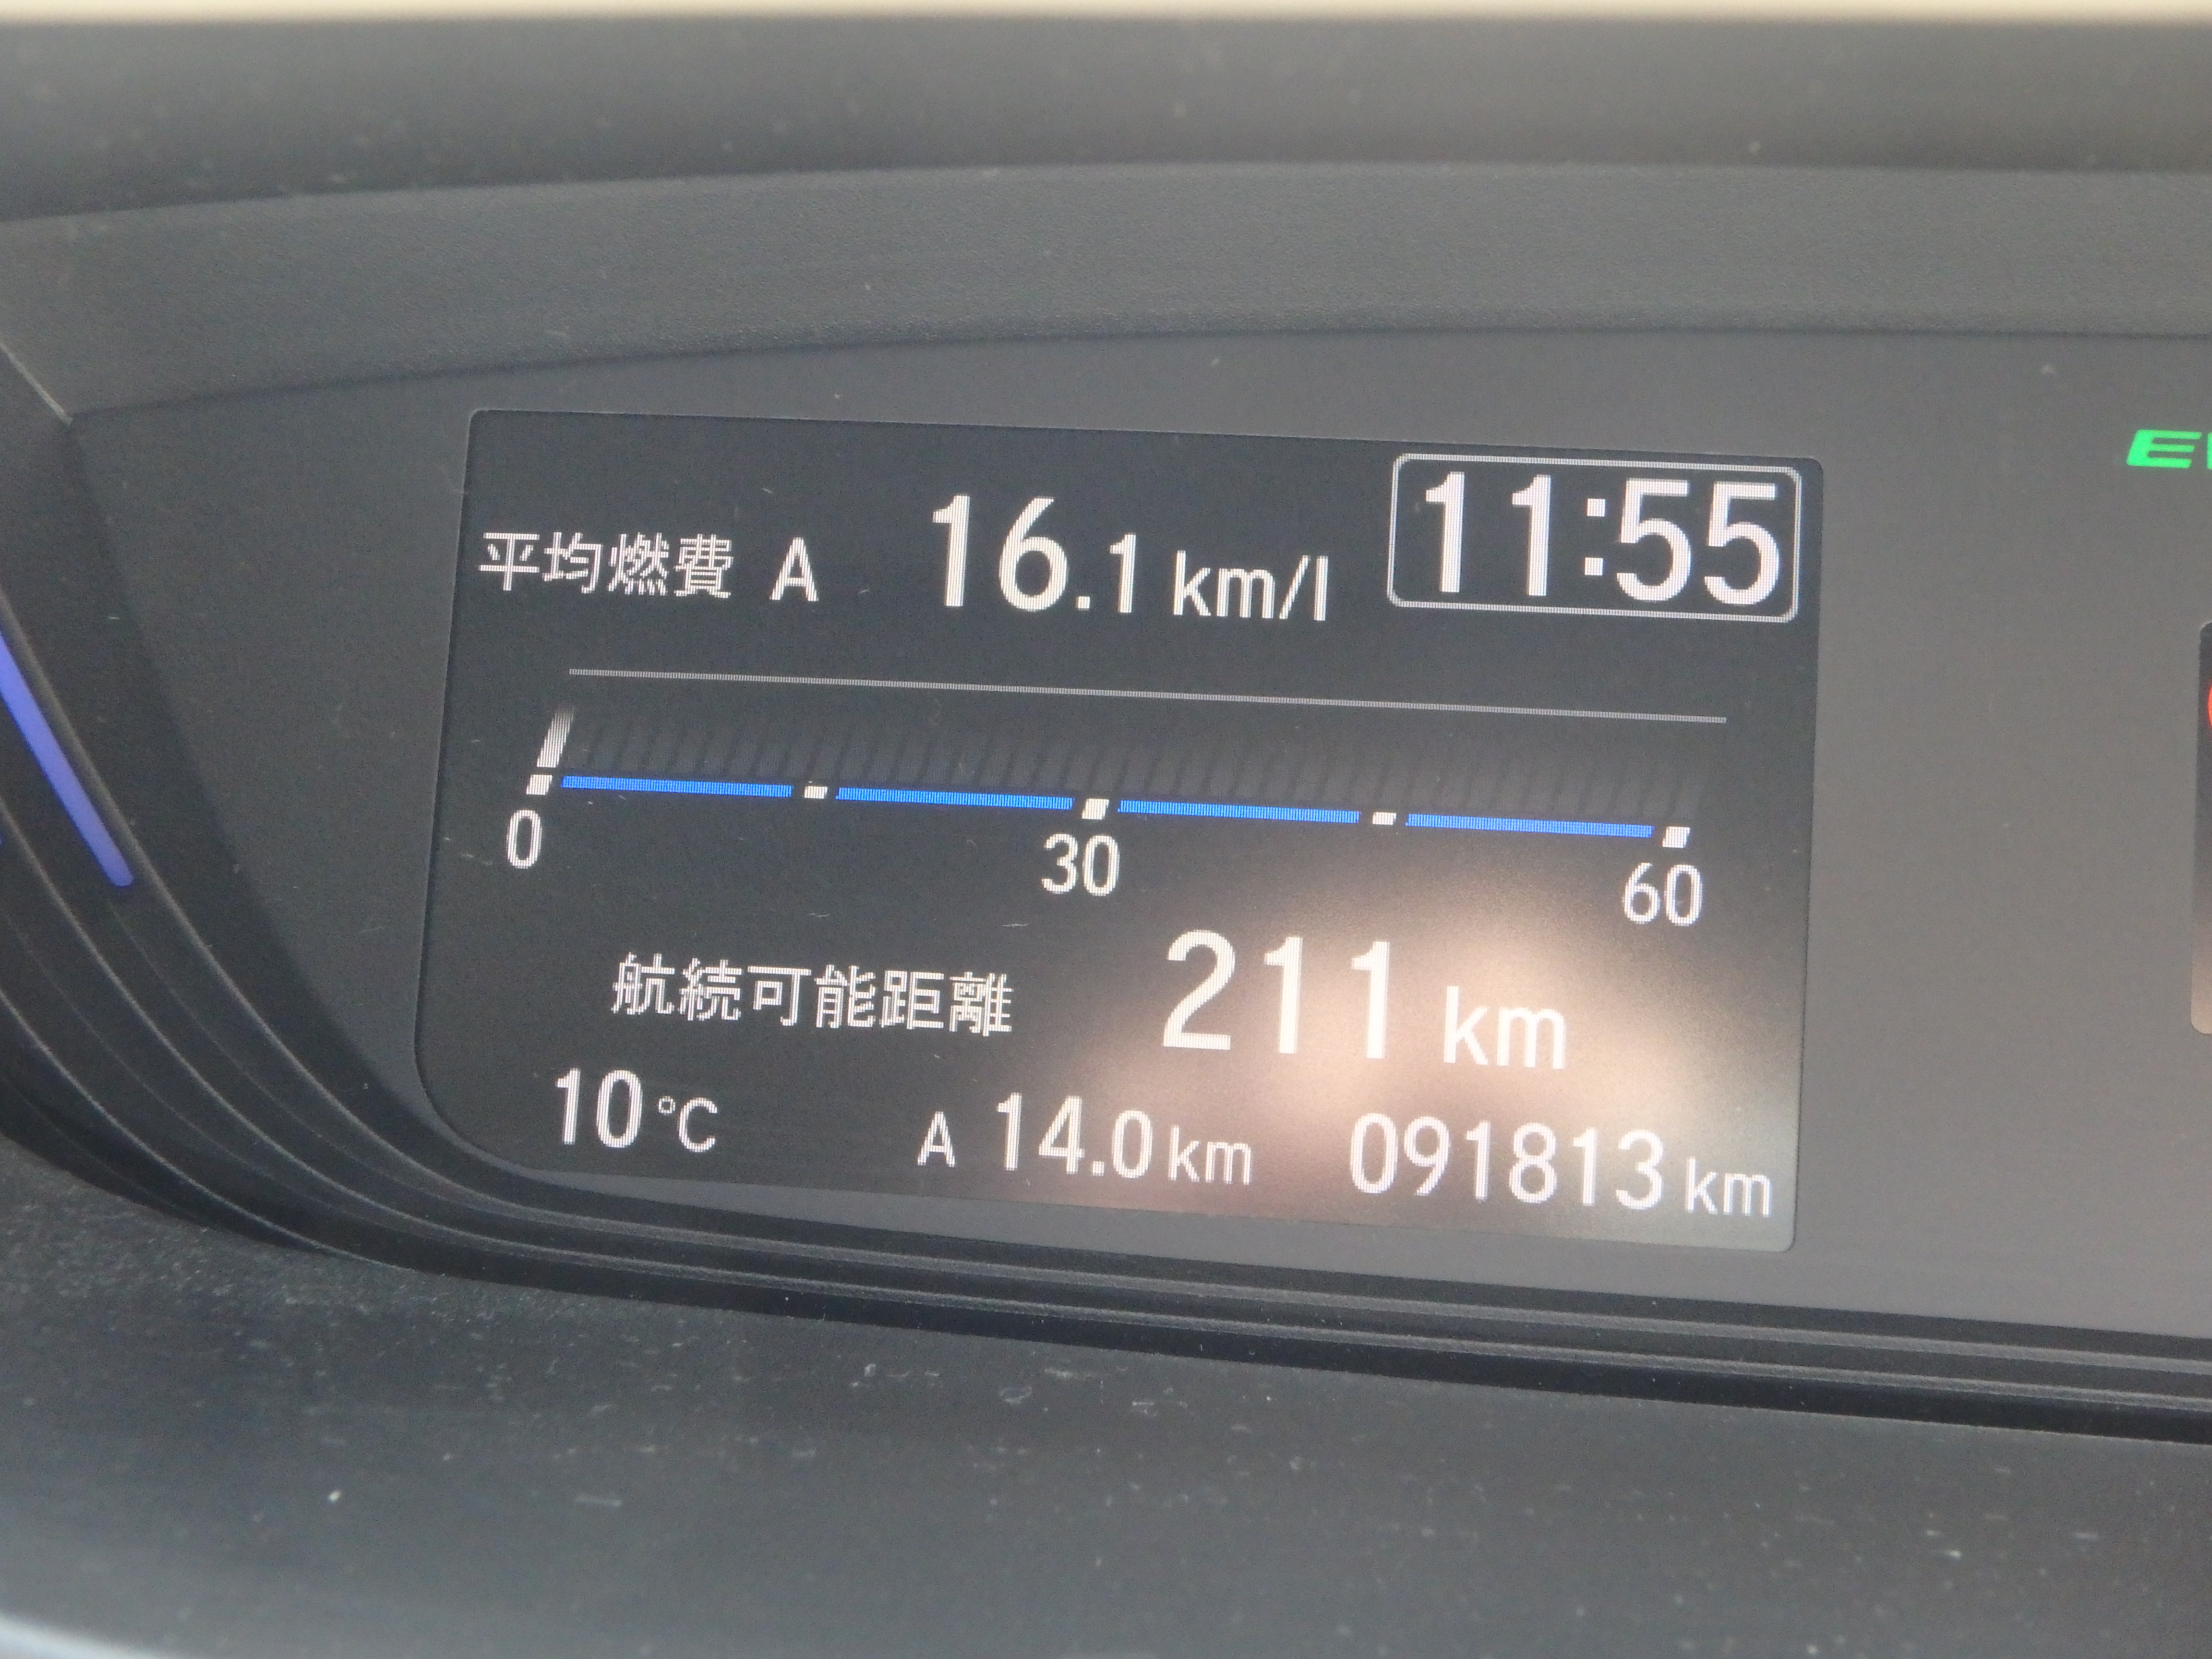 平均燃費 A 16.1 km/l 11:55
0 30 60
航続可能距離 211 km
10℃ A 14.0 km 091813 km